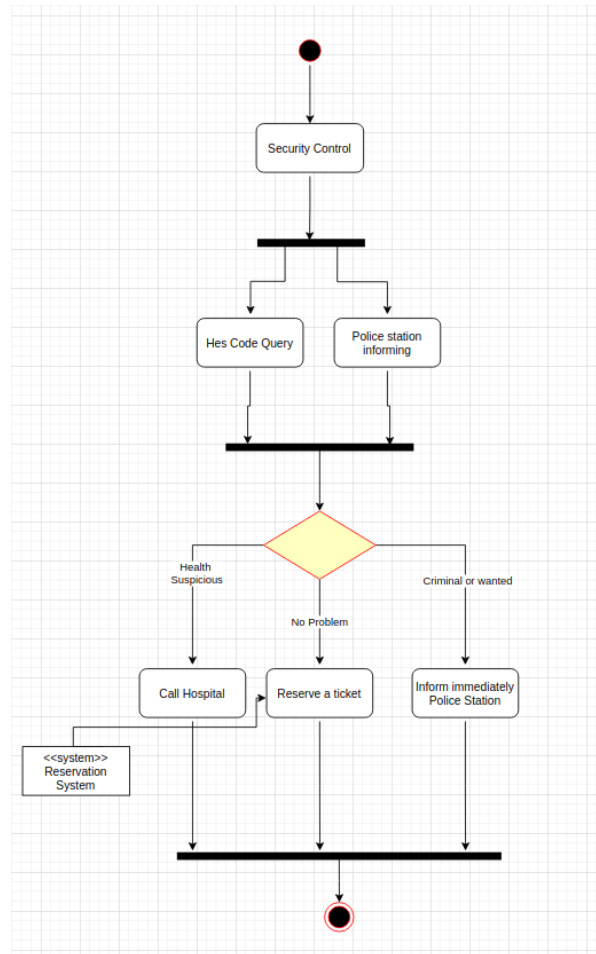 Security Control
Hes Code Query
Police station
informing
Health
Suspicious
No Problem
Criminal or wanted
Call Hospital
Reserve a ticket
Inform immediately
Police Station
<<system>>
Reservation
System